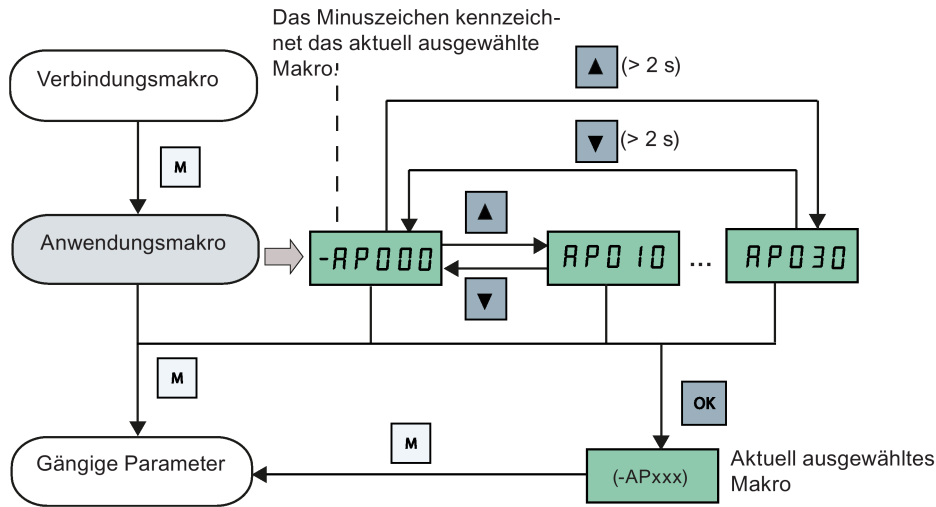 Das Minuszeichen kennzeich-
net das aktuell ausgewählte
Makro.
▲ (> 2 s)
Verbindungsmakro
▼ (> 2 s)
M
▲
Anwendungsmakro
-AP000
AP010
...
AP030
▼
M
OK
M
Gängige Parameter
(-APxxx)
Aktuell ausgewähltes
Makro